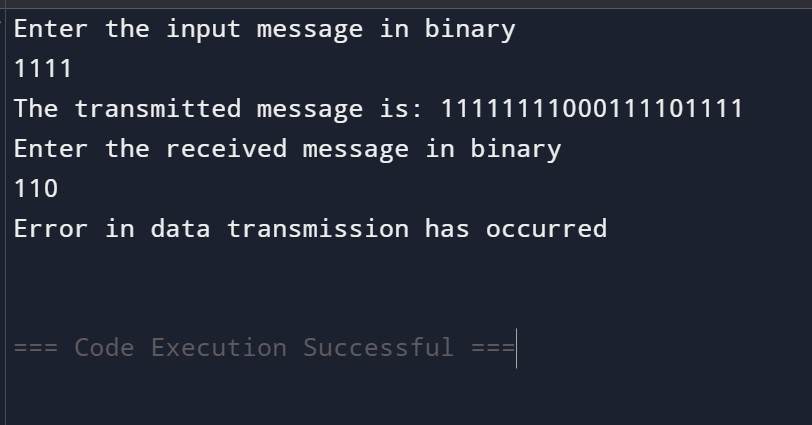 Enter the input message in binary
1111
The transmitted message is: 11111111000111101111
Enter the received message in binary
110
Error in data transmission has occurred
=== Code Execution Successful ===